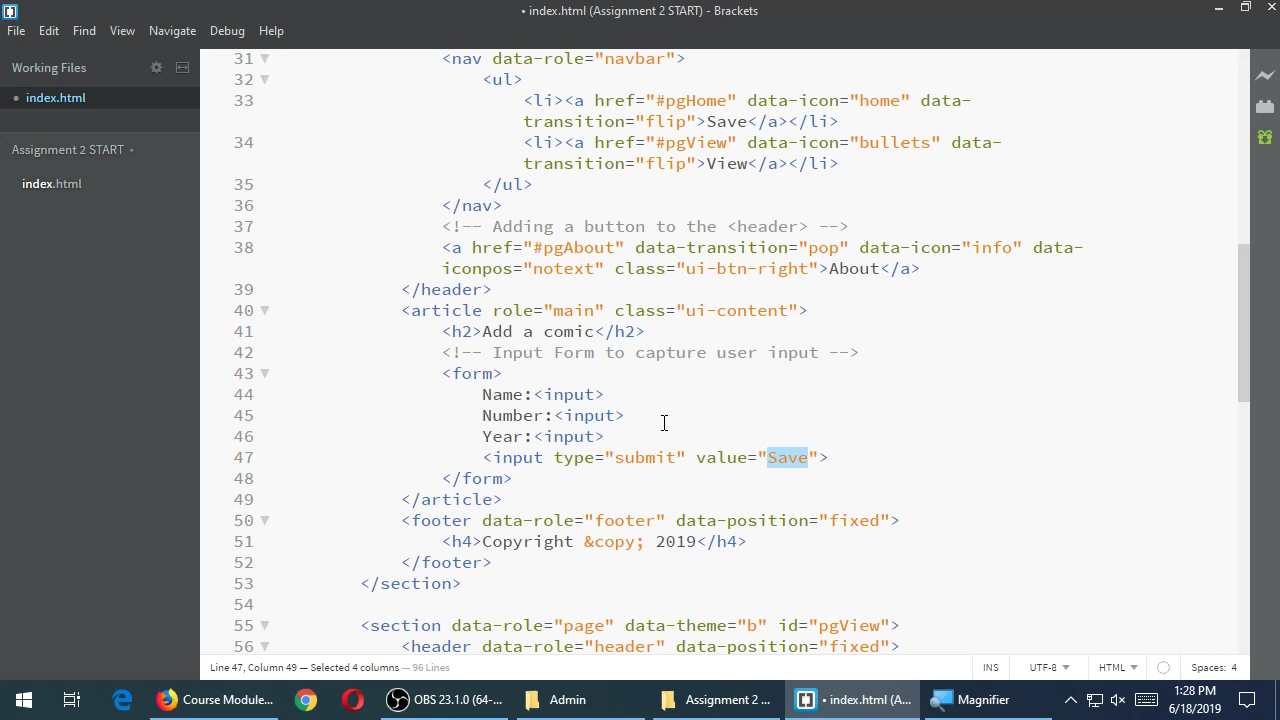 • index.html (Assignment 2 START) - Brackets
File Edit Find View Navigate Debug Help
Working Files
• index.html
Assignment 2 START
index.html
31 <nav data-role="navbar">
32 <ul>
33 <li><a href="#pgHome" data-icon="home" data-
transition="flip">Save</a></li>
34 <li><a href="#pgView" data-icon="bullets" data-
transition="flip">View</a></li>
35 </ul>
36 </nav>
37 <!-- Adding a button to the <header> -->
38 <a href="#pgAbout" data-transition="pop" data-icon="info" data-
iconpos="notext" class="ui-btn-right">About</a>
39 </header>
40 <article role="main" class="ui-content">
41 <h2>Add a comic</h2>
42 <!-- Input Form to capture user input -->
43 <form>
44 Name:<input>
45 Number:<input>
46 Year:<input>
47 <input type="submit" value="Save">
48 </form>
49 </article>
50 <footer data-role="footer" data-position="fixed">
51 <h4>Copyright &copy; 2019</h4>
52 </footer>
53 </section>
54
55 <section data-role="page" data-theme="b" id="pgView">
56 <header data-role="header" data-position="fixed">
Line 47, Column 49 — Selected 4 columns — 96 Lines INS UTF-8 HTML Spaces: 4
Course Module... OBS 23.1.0 (64-... Admin Assignment 2 ... • index.html (A... Magnifier 1:28 PM
6/18/2019